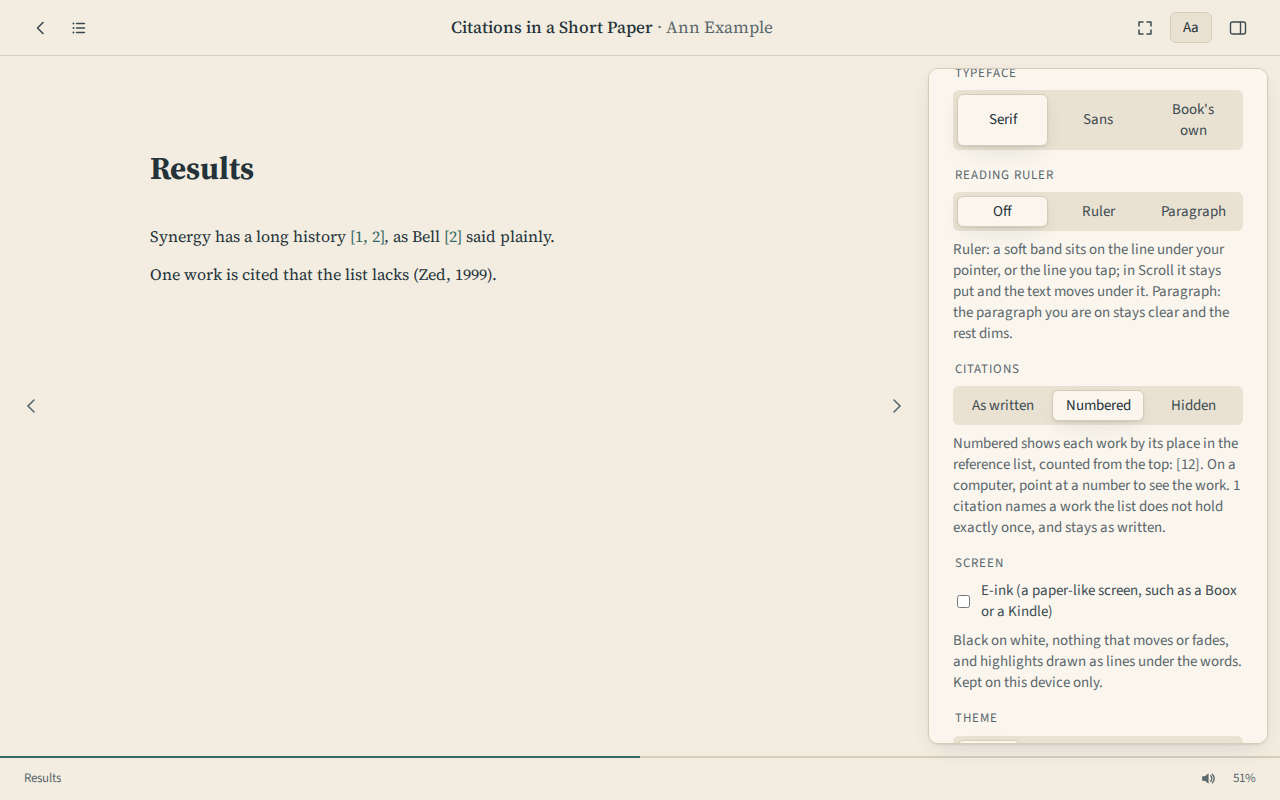 Citations in a Short Paper · Ann Example
Aa
Results
Synergy has a long history [1, 2], as Bell [2] said plainly.
One work is cited that the list lacks (Zed, 1999).
TYPEFACE
Serif
Sans
Book's
own
READING RULER
Off
Ruler
Paragraph
Ruler: a soft band sits on the line under your
pointer, or the line you tap; in Scroll it stays
put and the text moves under it. Paragraph:
the paragraph you are on stays clear and the
rest dims.
CITATIONS
As written
Numbered
Hidden
Numbered shows each work by its place in the
reference list, counted from the top: [12]. On a
computer, point at a number to see the work. 1
citation names a work the list does not hold
exactly once, and stays as written.
SCREEN
E-ink (a paper-like screen, such as a Boox
or a Kindle)
Black on white, nothing that moves or fades,
and highlights drawn as lines under the words.
Kept on this device only.
THEME
Results
51%